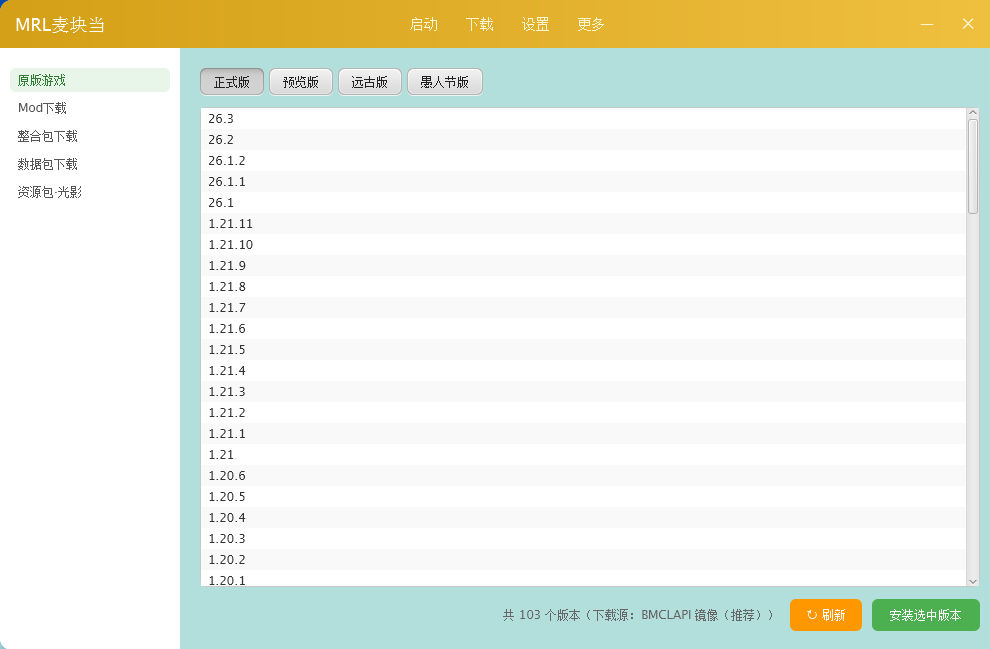 MRL麦块当
启动 下载 设置 更多
原版游戏
Mod下载
整合包下载
数据包下载
资源包·光影
正式版 预览版 远古版 愚人节版
26.3
26.2
26.1.2
26.1.1
26.1
1.21.11
1.21.10
1.21.9
1.21.8
1.21.7
1.21.6
1.21.5
1.21.4
1.21.3
1.21.2
1.21.1
1.21
1.20.6
1.20.5
1.20.4
1.20.3
1.20.2
1.20.1
共 103 个版本（下载源：BMCLAPI 镜像（推荐））
↻ 刷新
安装选中版本